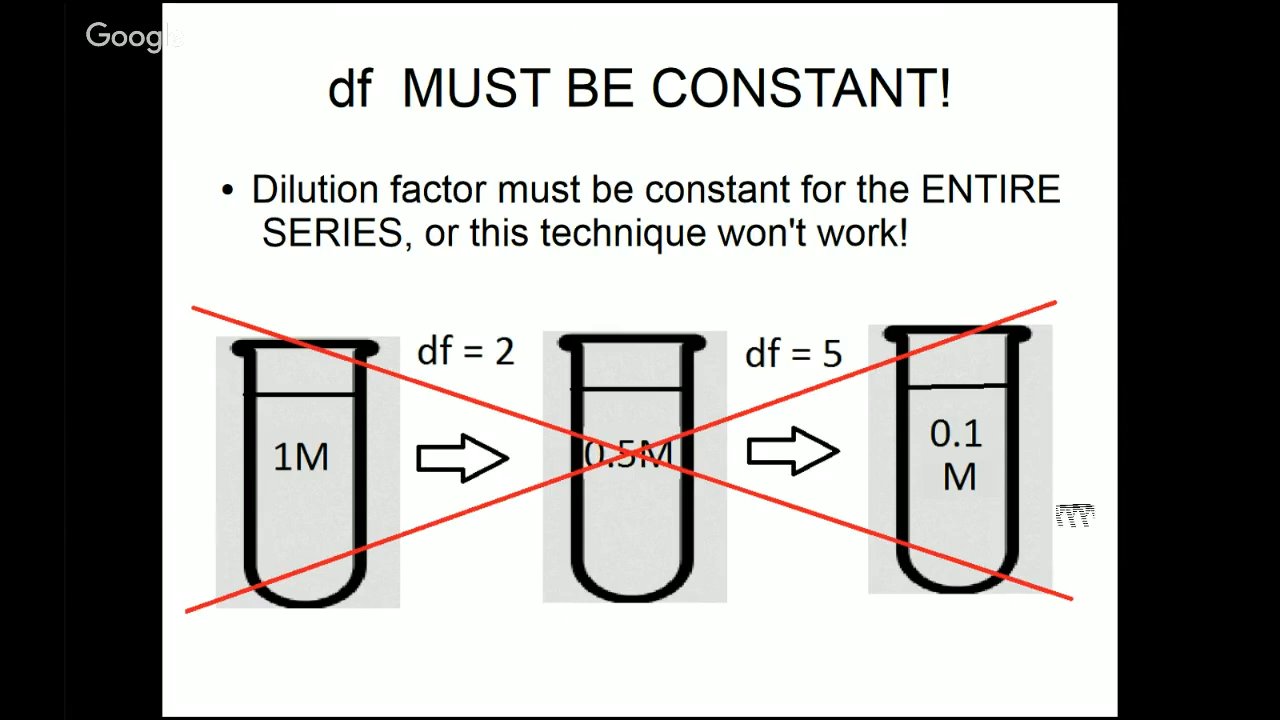 Google
df MUST BE CONSTANT!
• Dilution factor must be constant for the ENTIRE
SERIES, or this technique won't work!
df = 2
df = 5
1M
0.5M
0.1
M